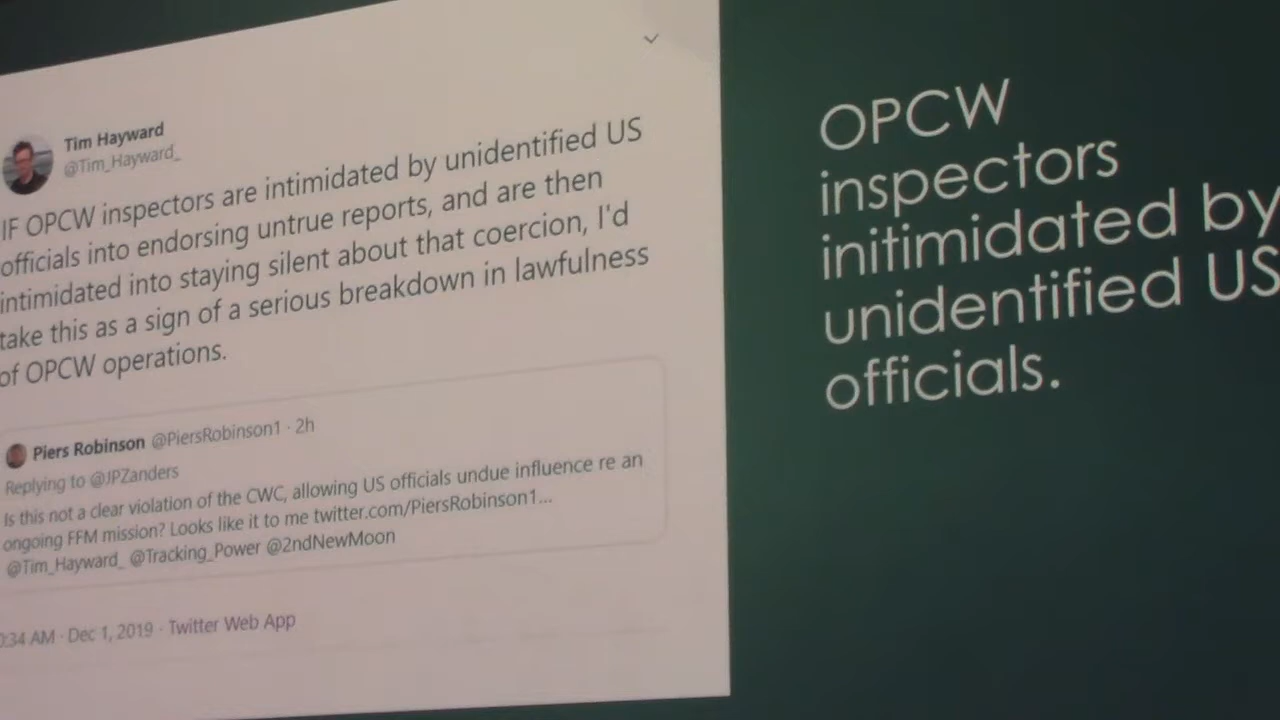 Tim Hayward
@Tim_Hayward_
IF OPCW inspectors are intimidated by unidentified US
officials into endorsing untrue reports, and are then
intimidated into staying silent about that coercion, I'd
take this as a sign of a serious breakdown in lawfulness
of OPCW operations.
Piers Robinson @PiersRobinson1 · 2h
Replying to @JPZanders
Is this not a clear violation of the CWC, allowing US officials undue influence re an
ongoing FFM mission? Looks like it to me twitter.com/PiersRobinson1...
@Tim_Hayward_ @Tracking_Power @2ndNewMoon
0:34 AM · Dec 1, 2019 · Twitter Web App
OPCW
inspectors
initimidated by
unidentified US
officials.